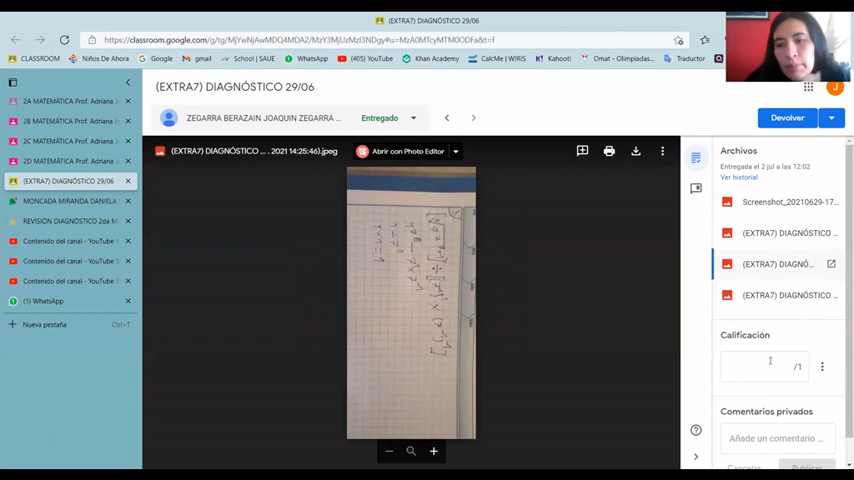 (EXTRA7) DIAGNÓSTICO 29/06
https://classroom.google.com/g/tg/
CLASSROOM
Niños De Ahora
Google
gmail
School | SAUE
WhatsApp
(405) YouTube
Khan Academy
CalcMe | WIRIS
Kahoot!
Omat - Olimpiadas...
Traductor
2A MATEMÁTICA Prof. Adriana
2B MATEMÁTICA Prof. Adriana
2C MATEMÁTICA Prof. Adriana
2D MATEMÁTICA Prof. Adriana
(EXTRA7) DIAGNÓSTICO 29/06
MONCADA MIRANDA DANIELA
REVISIÓN DIAGNÓSTICO 2da
Contenido del canal - YouTube
Contenido del canal - YouTube
Contenido del canal - YouTube
(1) WhatsApp
Nueva pestaña
Ctrl+T
(EXTRA7) DIAGNÓSTICO 29/06
J
ZEGARRA BERAZAIN JOAQUIN ZEGARRA ...
Entregado
Devolver
(EXTRA7) DIAGNÓSTICO ... . 2021 14:25:46).jpeg
Abrir con Photo Editor
1-1=1
Archivos
Entregada el 2 jul a las 12:02
Ver historial
Screenshot_20210629-17...
(EXTRA7) DIAGNÓSTICO ...
(EXTRA7) DIAGNÓ...
(EXTRA7) DIAGNÓSTICO ...
Calificación
/1
Comentarios privados
Añade un comentario ...
Cancelar
Publicar